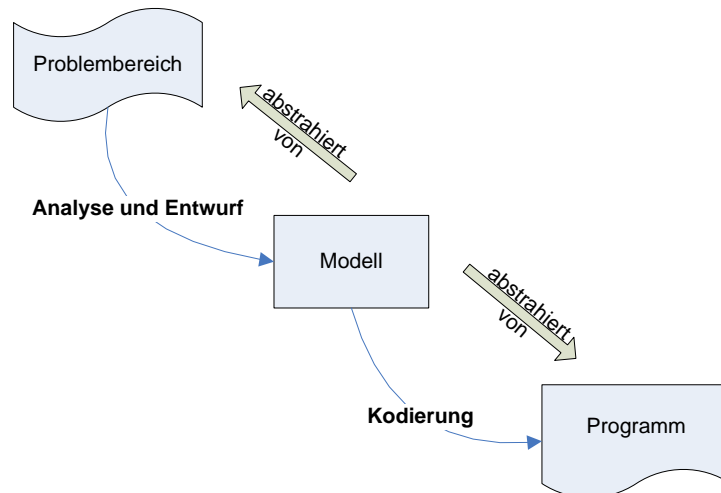 Problembereich
abstrahiert
von
Analyse und Entwurf
Modell
abstrahiert
von
Kodierung
Programm